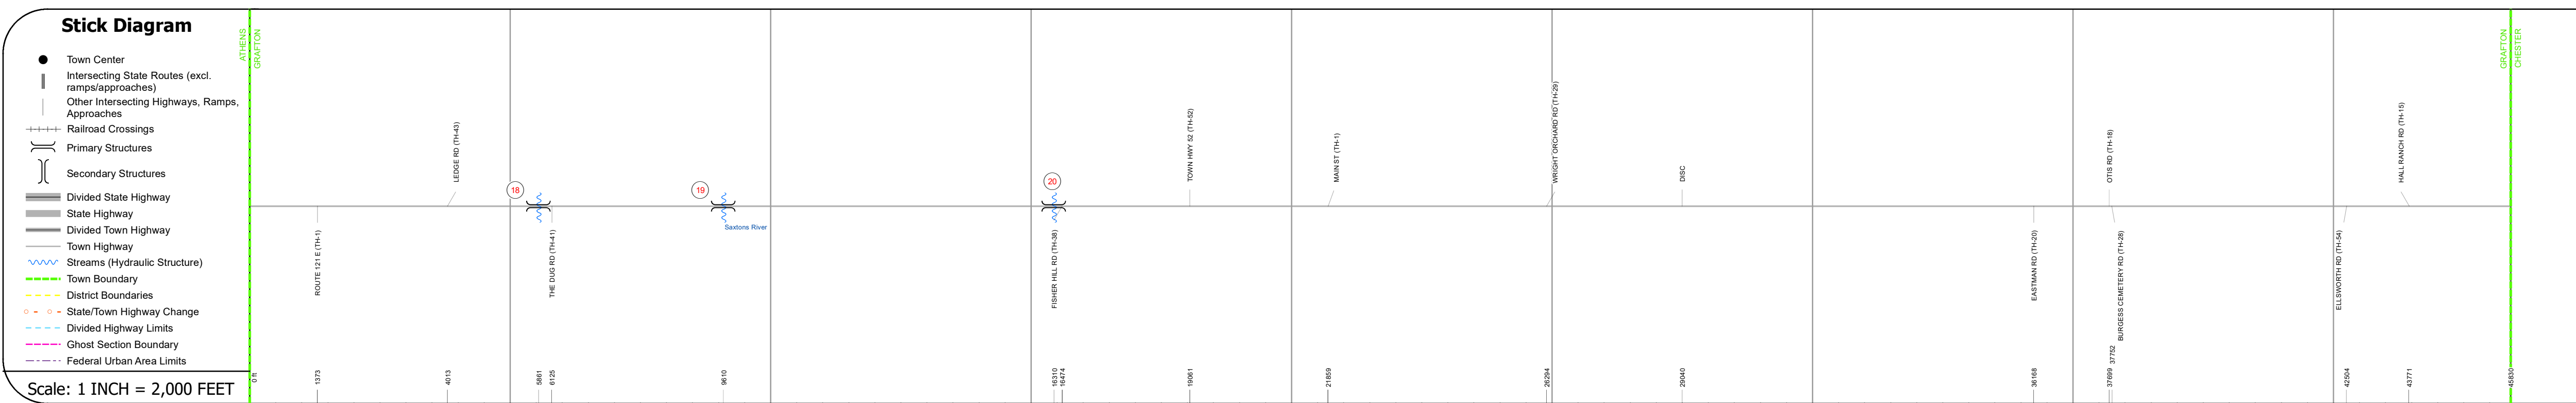 Stick Diagram
Town Center
Intersecting State Routes (excl.
ramps/approaches)
Other Intersecting Highways, Ramps,
Approaches
Railroad Crossings
Primary Structures
Secondary Structures
Divided State Highway
State Highway
Divided Town Highway
Town Highway
Streams (Hydraulic Structure)
Town Boundary
District Boundaries
State/Town Highway Change
Divided Highway Limits
Ghost Section Boundary
Federal Urban Area Limits
Scale: 1 INCH = 2,000 FEET
ATHENS
GRAFTON
ROUTE 121 E (TH-1)
LEDGE RD (TH-43)
18
THE DUG RD (TH-41)
19
Saxtons River
20
FISHER HILL RD (TH-38)
TOWN HWY 52 (TH-52)
MAIN ST (TH-1)
WRIGHT ORCHARD RD (TH-29)
DISC
EASTMAN RD (TH-20)
OTIS RD (TH-18)
BURGESS CEMETERY RD (TH-28)
ELLSWORTH RD (TH-54)
HALL RANCH RD (TH-15)
GRAFTON
CHESTER
0 ft
1373
4013
5861
6125
9610
16310
16474
19061
21859
26294
29040
36168
37699
37752
42504
43771
45830